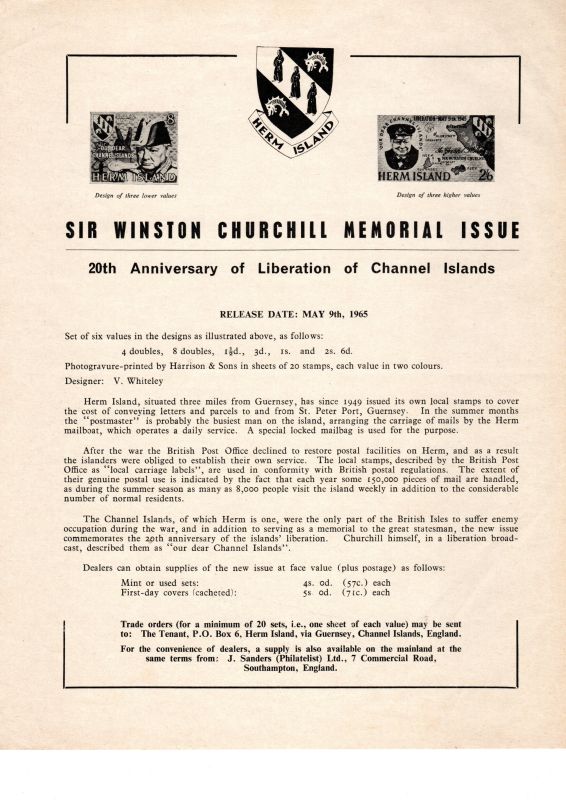 HERM ISLAND
8
"OUR DEAR
CHANNEL ISLANDS"
HERM ISLAND
LIBERATION · MAY 9TH. 1945
HERM ISLAND
2/6
Design of three lower values
Design of three higher values
SIR WINSTON CHURCHILL MEMORIAL ISSUE
20th Anniversary of Liberation of Channel Islands
RELEASE DATE: MAY 9th, 1965
Set of six values in the designs as illustrated above, as follows:
4 doubles, 8 doubles, 1½d., 3d., 1s. and 2s. 6d.
Photogravure-printed by Harrison & Sons in sheets of 20 stamps, each value in two colours.
Designer: V. Whiteley
Herm Island, situated three miles from Guernsey, has since 1949 issued its own local stamps to cover
the cost of conveying letters and parcels to and from St. Peter Port, Guernsey. In the summer months
the "postmaster" is probably the busiest man on the island, arranging the carriage of mails by the Herm
mailboat, which operates a daily service. A special locked mailbag is used for the purpose.
After the war the British Post Office declined to restore postal facilities on Herm, and as a result
the islanders were obliged to establish their own service. The local stamps, described by the British Post
Office as "local carriage labels", are used in conformity with British postal regulations. The extent of
their genuine postal use is indicated by the fact that each year some 150,000 pieces of mail are handled,
as during the summer season as many as 8,000 people visit the island weekly in addition to the considerable
number of normal residents.
The Channel Islands, of which Herm is one, were the only part of the British Isles to suffer enemy
occupation during the war, and in addition to serving as a memorial to the great statesman, the new issue
commemorates the 20th anniversary of the islands' liberation. Churchill himself, in a liberation broad-
cast, described them as "our dear Channel Islands".
Dealers can obtain supplies of the new issue at face value (plus postage) as follows:
Mint or used sets: 4s. 0d. (57c.) each
First-day covers (cacheted): 5s. 0d. (71c.) each
Trade orders (for a minimum of 20 sets, i.e., one sheet of each value) may be sent
to: The Tenant, P.O. Box 6, Herm Island, via Guernsey, Channel Islands, England.
For the convenience of dealers, a supply is also available on the mainland at the
same terms from: J. Sanders (Philatelist) Ltd., 7 Commercial Road,
Southampton, England.